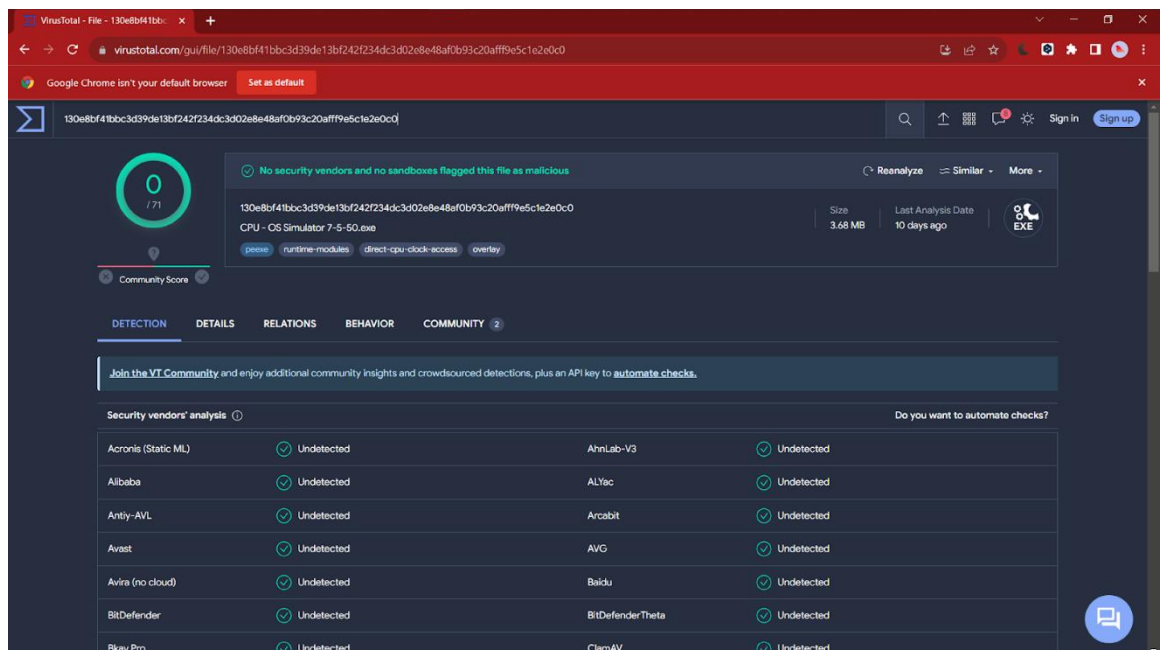 VirusTotal - File - 130e8bf41bbc
virustotal.com/gui/file/130e8bf41bbc3d39de13bf242f234dc3d02e8e48af0b93c20afff9e5c1e2e0c0
Google Chrome isn't your default browser Set as default
130e8bf41bbc3d39de13bf242f234dc3d02e8e48af0b93c20afff9e5c1e2e0c0 Sign in Sign up
0
/ 71
Community Score
No security vendors and no sandboxes flagged this file as malicious Reanalyze Similar More
130e8bf41bbc3d39de13bf242f234dc3d02e8e48af0b93c20afff9e5c1e2e0c0
CPU - OS Simulator 7-5-50.exe
peexe runtime-modules direct-cpu-clock-access overlay
Size
3.68 MB
Last Analysis Date
10 days ago
EXE
DETECTION DETAILS RELATIONS BEHAVIOR COMMUNITY 2
Join the VT Community and enjoy additional community insights and crowdsourced detections, plus an API key to automate checks.
Security vendors' analysis Do you want to automate checks?
Acronis (Static ML) Undetected AhnLab-V3 Undetected
Alibaba Undetected ALYac Undetected
Antiy-AVL Undetected Arcabit Undetected
Avast Undetected AVG Undetected
Avira (no cloud) Undetected Baidu Undetected
BitDefender Undetected BitDefenderTheta Undetected
Bkav Pro Undetected ClamAV Undetected